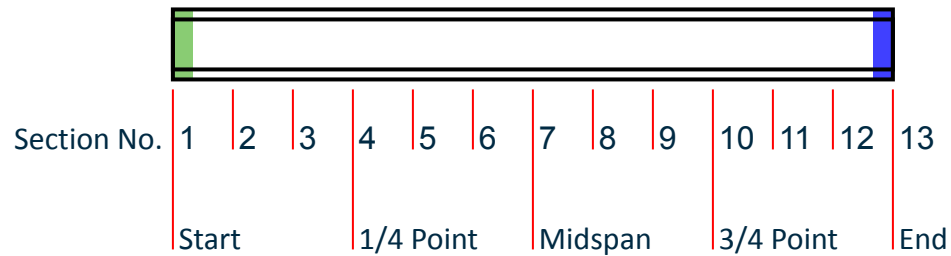 Section No. 1 2 3 4 5 6 7 8 9 10 11 12 13
Start 1/4 Point Midspan 3/4 Point End